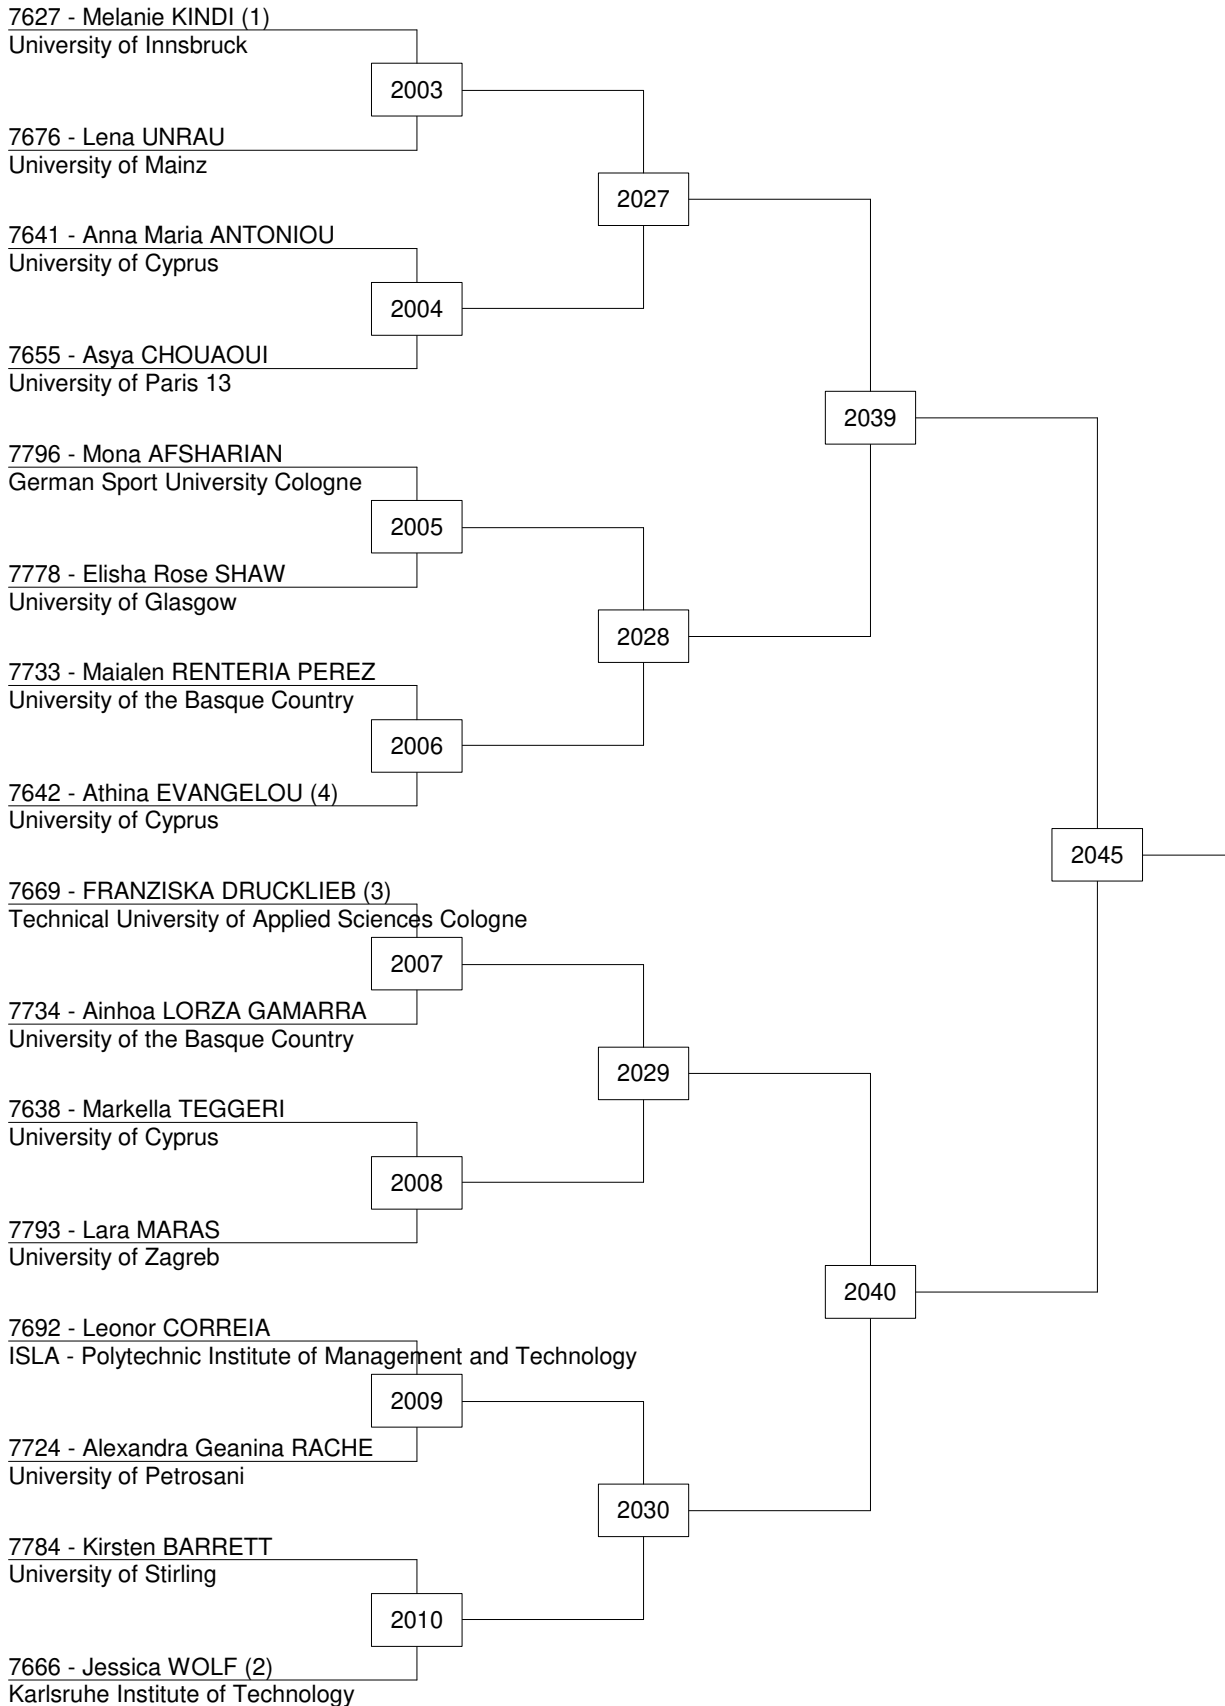 7627 - Melanie KINDI (1)
University of Innsbruck
2003
7676 - Lena UNRAU
University of Mainz
2027
7641 - Anna Maria ANTONIOU
University of Cyprus
2004
7655 - Asya CHOUAOUI
University of Paris 13
2039
7796 - Mona AFSHARIAN
German Sport University Cologne
2005
7778 - Elisha Rose SHAW
University of Glasgow
2028
7733 - Maialen RENTERIA PEREZ
University of the Basque Country
2006
7642 - Athina EVANGELOU (4)
University of Cyprus
2045
7669 - FRANZISKA DRUCKLIEB (3)
Technical University of Applied Sciences Cologne
2007
7734 - Ainhoa LORZA GAMARRA
University of the Basque Country
2029
7638 - Markella TEGGERI
University of Cyprus
2008
7793 - Lara MARAS
University of Zagreb
2040
7692 - Leonor CORREIA
ISLA - Polytechnic Institute of Management and Technology
2009
7724 - Alexandra Geanina RACHE
University of Petrosani
2030
7784 - Kirsten BARRETT
University of Stirling
2010
7666 - Jessica WOLF (2)
Karlsruhe Institute of Technology